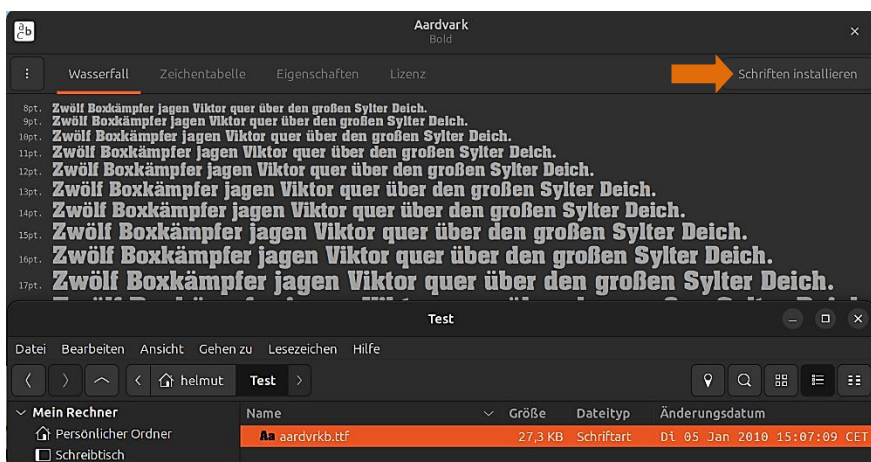 Aardvark
Bold
Wasserfall Zeichentabelle Eigenschaften Lizenz Schriften installieren
8pt. Zwölf Boxkämpfer jagen Viktor quer über den großen Sylter Deich.
9pt. Zwölf Boxkämpfer jagen Viktor quer über den großen Sylter Deich.
10pt. Zwölf Boxkämpfer jagen Viktor quer über den großen Sylter Deich.
11pt. Zwölf Boxkämpfer jagen Viktor quer über den großen Sylter Deich.
12pt. Zwölf Boxkämpfer jagen Viktor quer über den großen Sylter Deich.
13pt. Zwölf Boxkämpfer jagen Viktor quer über den großen Sylter Deich.
14pt. Zwölf Boxkämpfer jagen Viktor quer über den großen Sylter Deich.
15pt. Zwölf Boxkämpfer jagen Viktor quer über den großen Sylter Deich.
16pt. Zwölf Boxkämpfer jagen Viktor quer über den großen Sylter Deich.
17pt. Zwölf Boxkämpfer jagen Viktor quer über den großen Sylter Deich.
Test
Datei Bearbeiten Ansicht Gehen zu Lesezeichen Hilfe
helmut Test
Mein Rechner Name Größe Dateityp Änderungsdatum
Persönlicher Ordner Aa aardvrkb.ttf 27,3 KB Schriftart Di 05 Jan 2010 15:07:09 CET
Schreibtisch